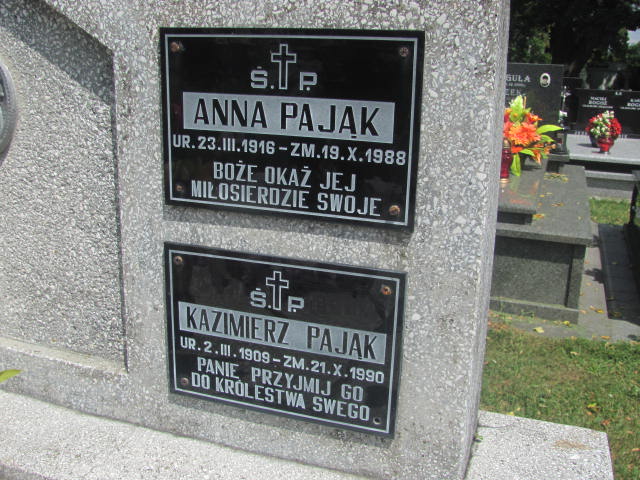 Ś. P.
ANNA PAJĄK
UR. 23. III. 1916 - ZM. 19. X. 1988
BOŻE OKAŻ JEJ
MIŁOSIERDZIE SWOJE
Ś. P.
KAZIMIERZ PAJĄK
UR. 2. III. 1909 - ZM. 21. X. 1990
PANIE PRZYJMIJ GO
DO KRÓLESTWA SWEGO